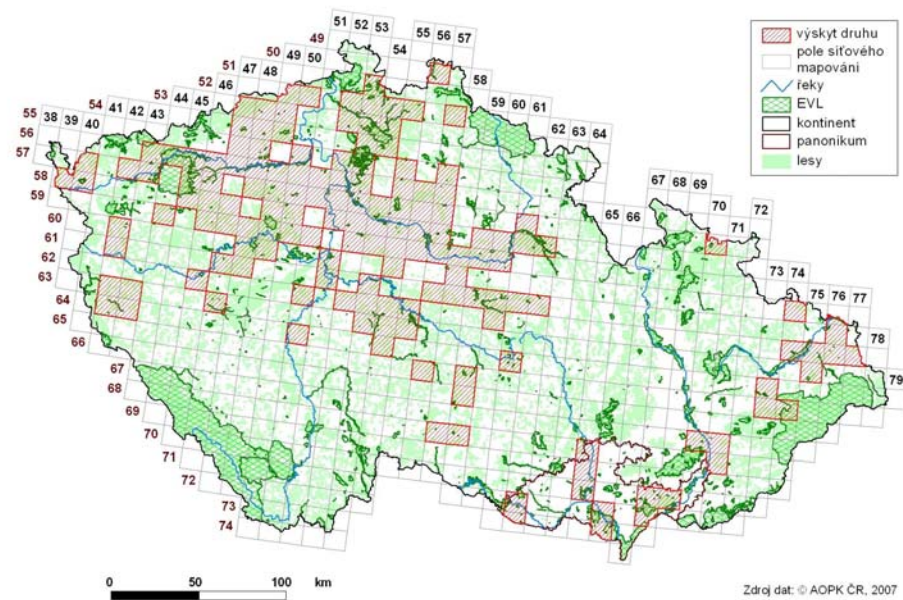 51 52 53
54
55 56 57
58
59 60 61
62 63 64
65 66
67 68 69
70
71
72
73 74
75 76 77
78
79
49
50 49 50
51 47 48
52 46
53 44 45
54 41 42 43
55 38 39 40
56
57
58
59
60
61
62
63
64
65
66
67
68
69
70
71
72
73
74
výskyt druhu
pole síťového
mapování
řeky
EVL
kontinent
panonikum
lesy
0 50 100 km
Zdroj dat: © AOPK ČR, 2007